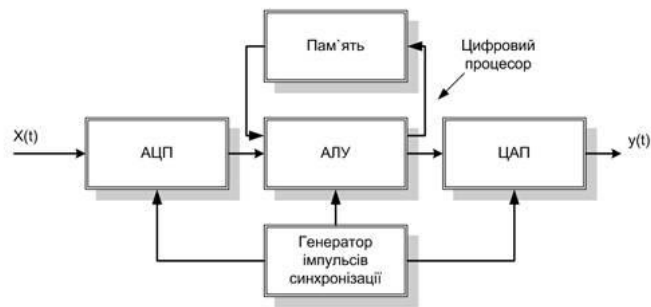 Пам`ять
Цифровий
процесор
X(t)
АЦП
АЛУ
ЦАП
y(t)
Генератор
імпульсів
синхронізації